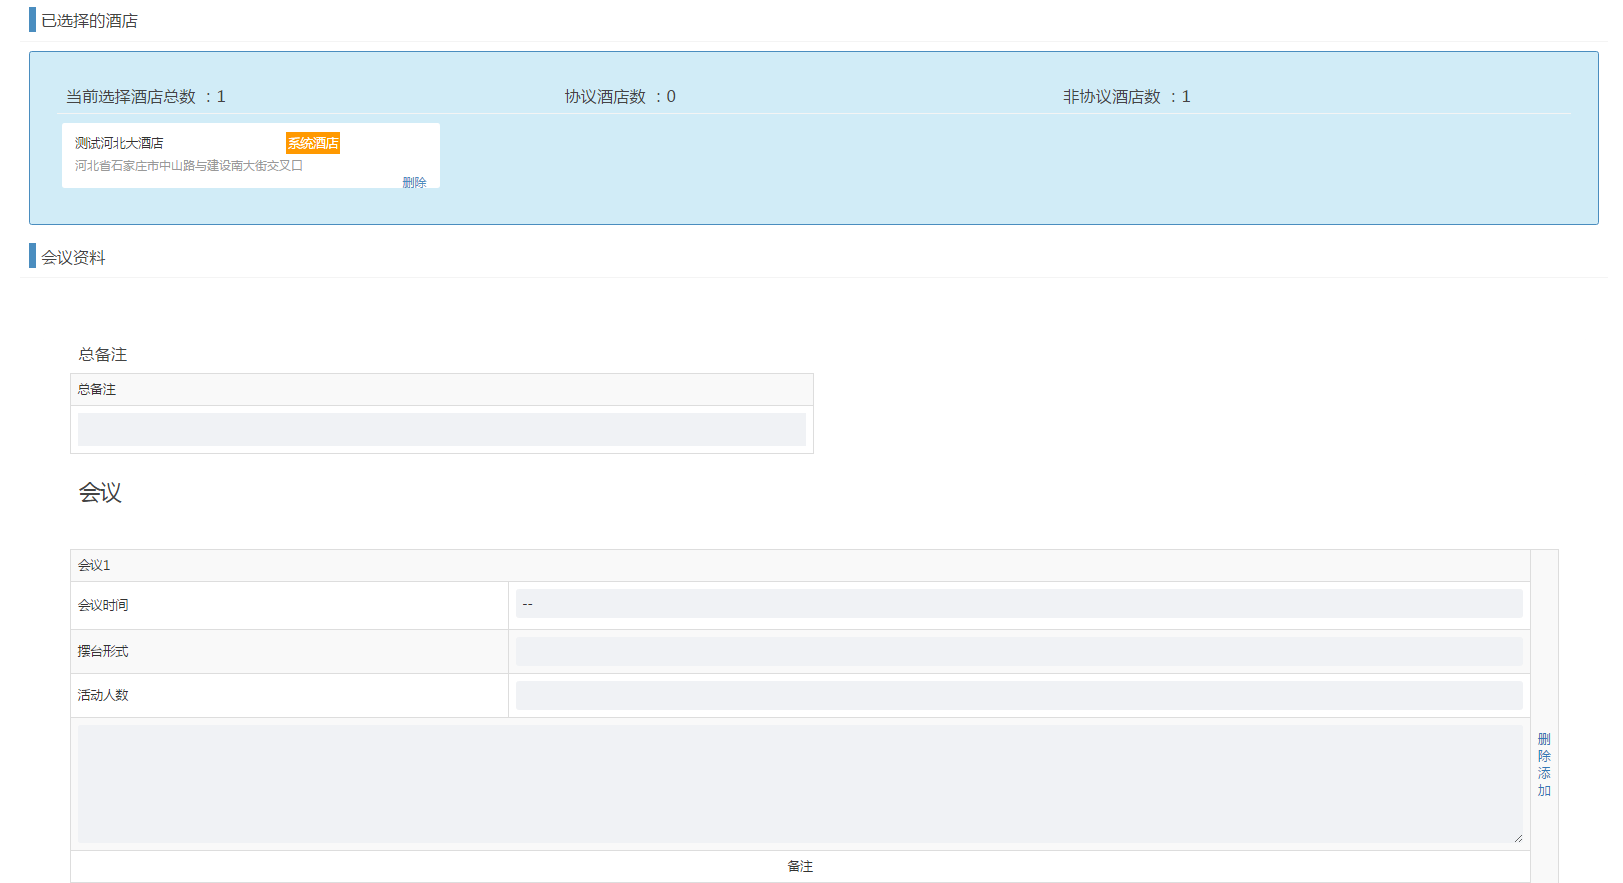 已选择的酒店
当前选择酒店总数 ：1
协议酒店数 ：0
非协议酒店数 ：1
测试河北大酒店
系统酒店
河北省石家庄市中山路与建设南大街交叉口
删除
会议资料
总备注
总备注
会议
会议1
会议时间
--
摆台形式
活动人数
删
除
添
加
备注